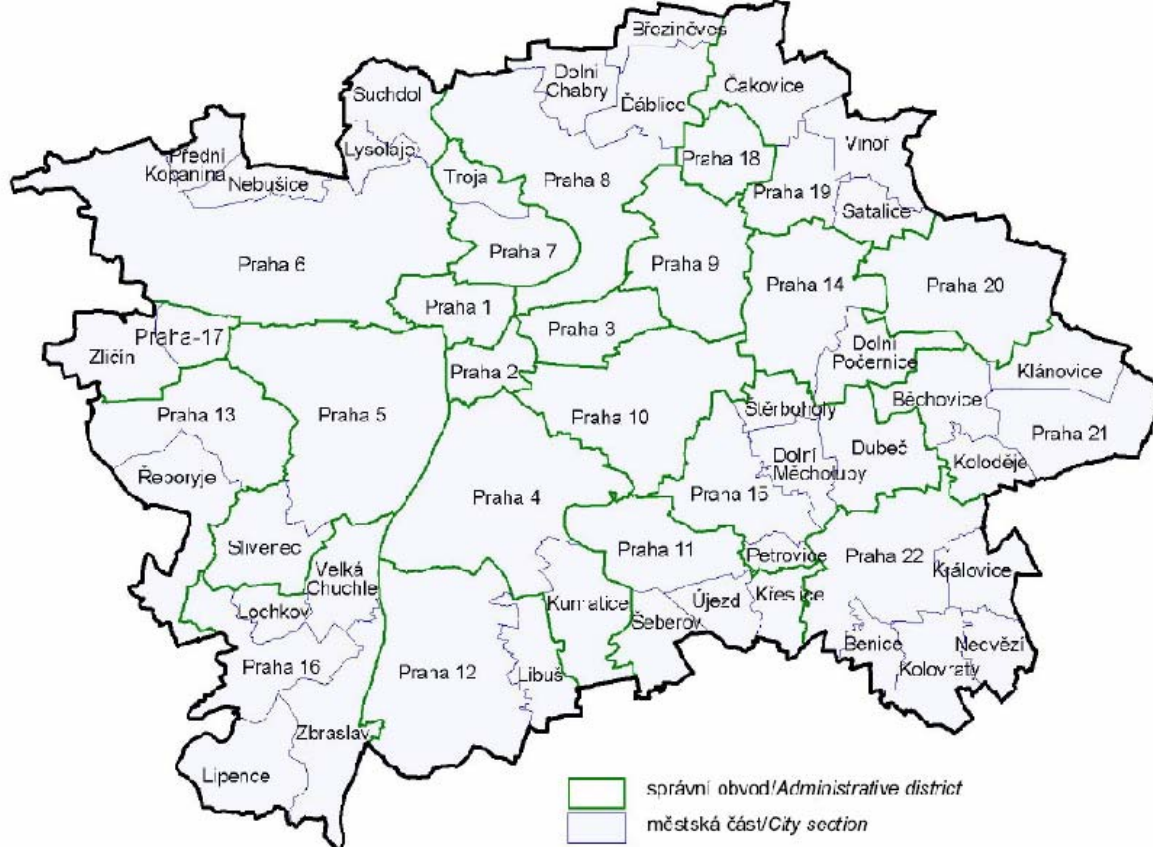 Březiněves
Dolní
Chabry
Ďáblice
Čakovice
Suchdol
Lysolaje
Vinoř
Praha 18
Přední
Kopanina
Nebušice
Troja
Praha 8
Praha 19
Satalice
Praha 6
Praha 7
Praha 9
Praha 14
Praha 20
Praha 1
Praha 3
Praha-17
Zličín
Dolní
Počernice
Praha 2
Klánovice
Praha 13
Praha 5
Praha 10
Štěrboholy
Běchovice
Praha 21
Řeporyje
Praha 4
Dolní
Měcholupy
Dubeč
Koloděje
Praha 15
Slivenec
Praha 11
Petrovice
Praha 22
Královice
Velká
Chuchle
Lochkov
Kunratice
Šeberov
Újezd
Křeslice
Praha 16
Praha 12
Libuš
Benice
Kolovraty
Nedvězí
Zbraslav
Lipence
správní obvod/Administrative district
městská část/City section